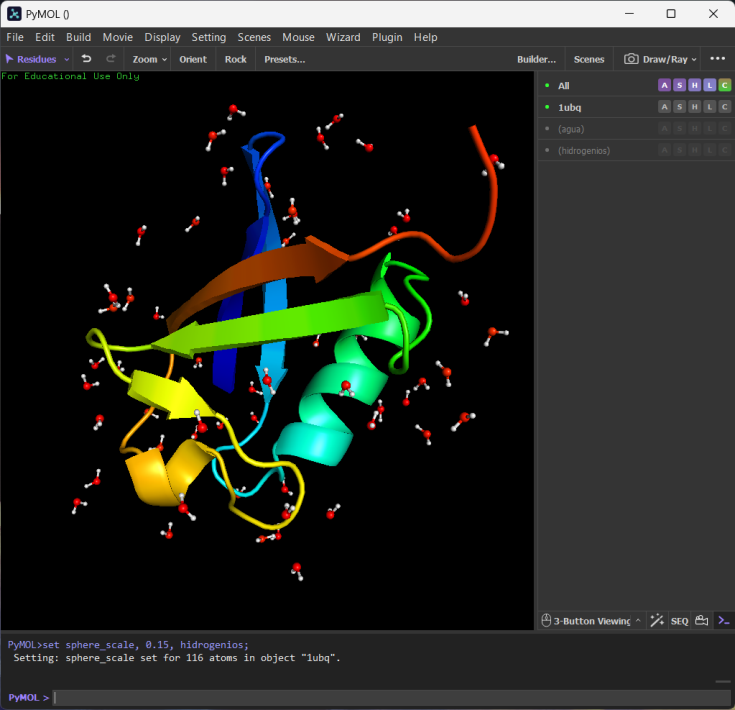 PyMOL ()
File Edit Build Movie Display Setting Scenes Mouse Wizard Plugin Help
Residues Zoom Orient Rock Presets... Builder... Scenes Draw/Ray
For Educational Use Only
All A S H L C
1ubq A S H L C
(agua) A S H L C
(hidrogenios) A S H L C
3-Button Viewing SEQ
PyMOL>set sphere_scale, 0.15, hidrogenios;
Setting: sphere_scale set for 116 atoms in object "1ubq".
PyMOL >